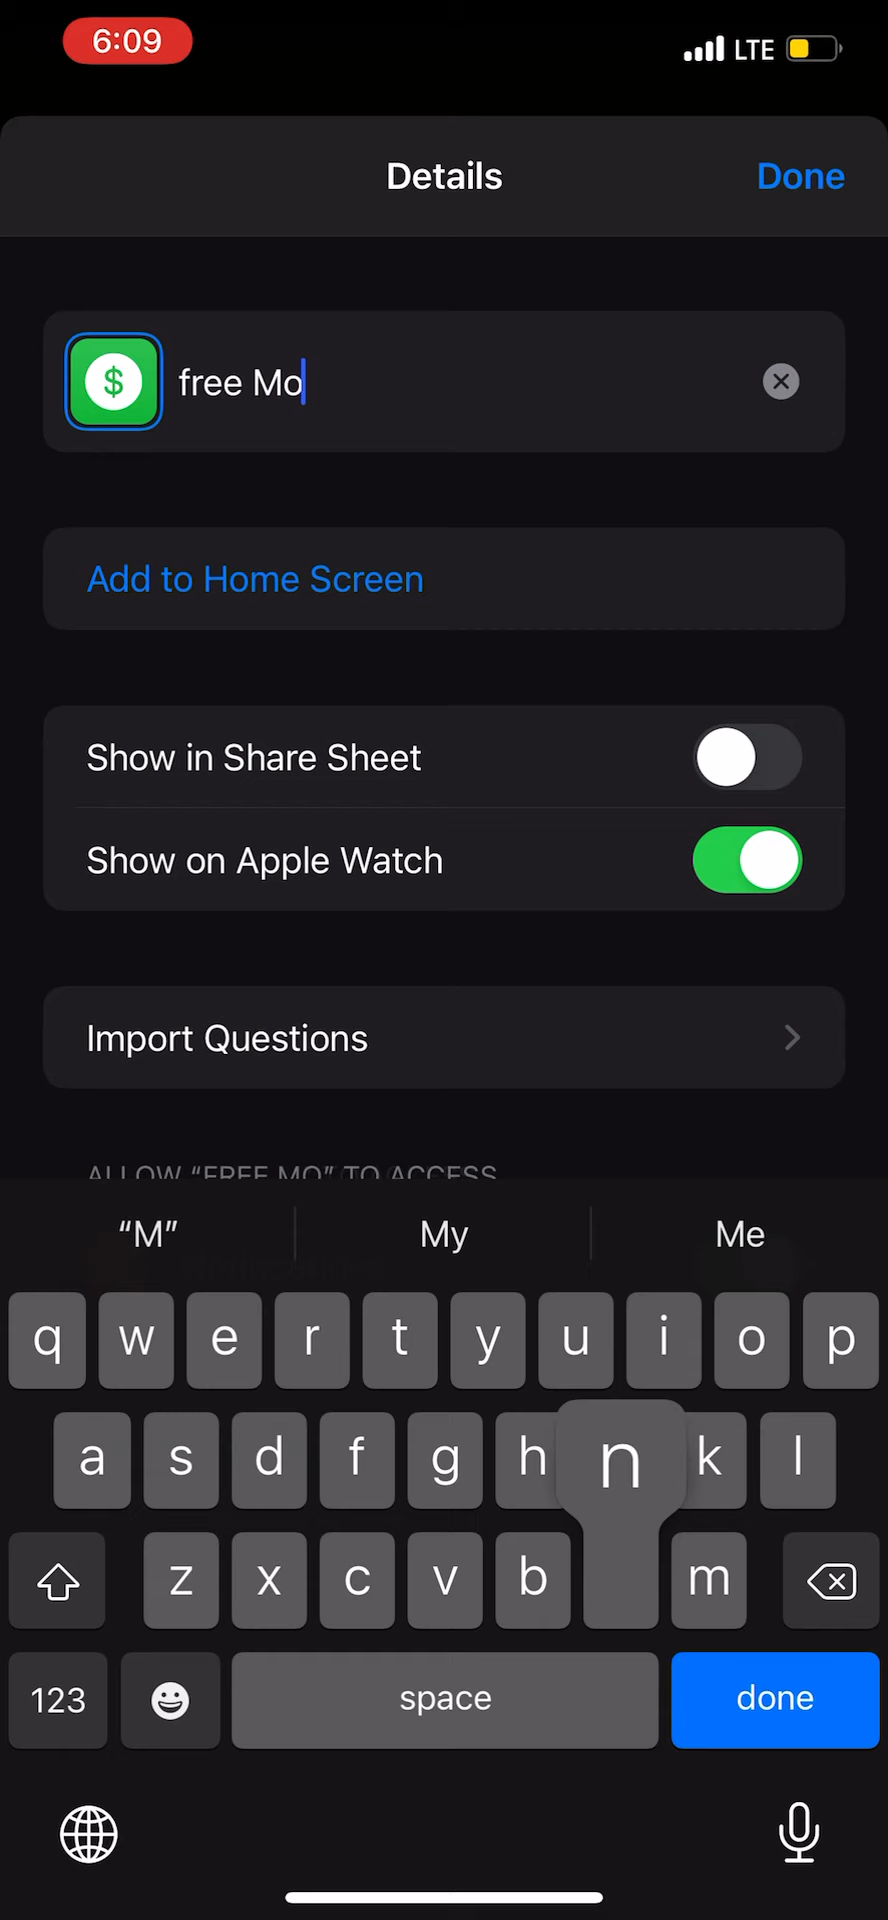 6:09 LTE
Details Done
$ free Mo
Add to Home Screen
Show in Share Sheet
Show on Apple Watch
Import Questions
ALLOW “FREE MO” TO ACCESS
“M” My Me
q w e r t y u i o p
a s d f g h n k l
z x c v b m
123 space done